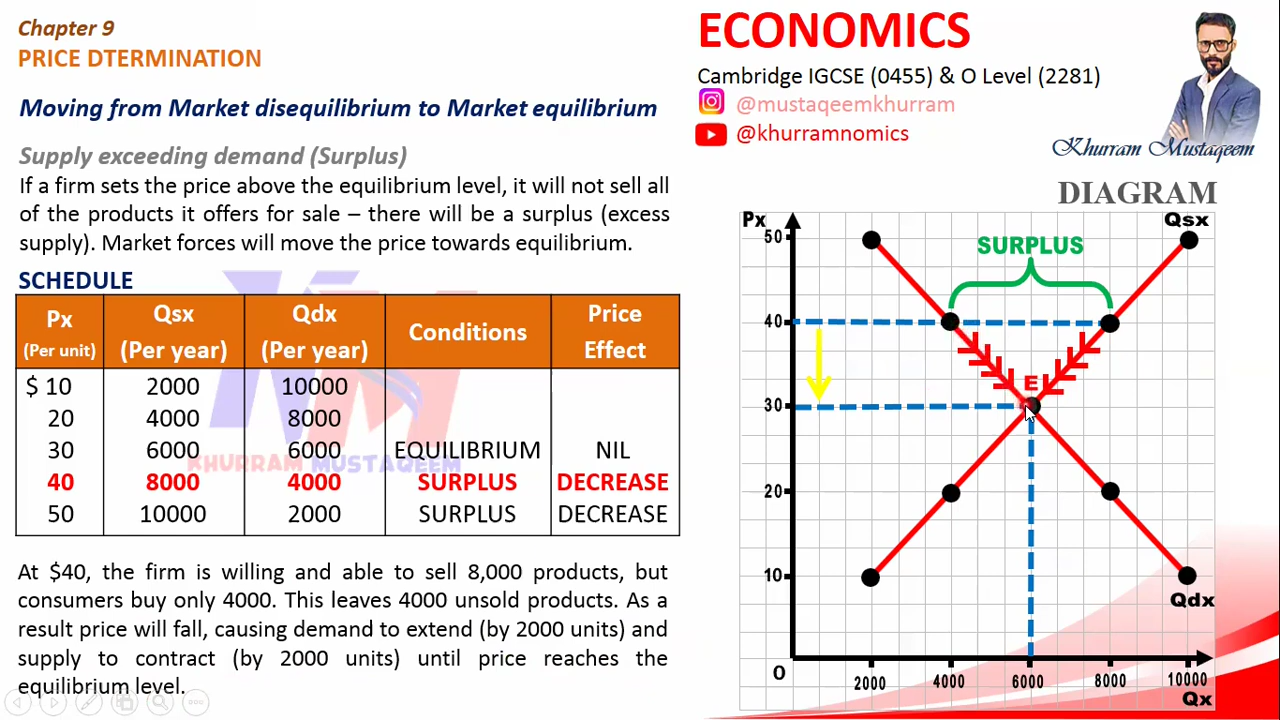 Chapter 9
PRICE DTERMINATION
Moving from Market disequilibrium to Market equilibrium
Supply exceeding demand (Surplus)
If a firm sets the price above the equilibrium level, it will not sell all
of the products it offers for sale – there will be a surplus (excess
supply). Market forces will move the price towards equilibrium.
SCHEDULE
Px (Per unit) Qsx (Per year) Qdx (Per year) Conditions Price Effect
$ 10 2000 10000
20 4000 8000
30 6000 6000 EQUILIBRIUM NIL
40 8000 4000 SURPLUS DECREASE
50 10000 2000 SURPLUS DECREASE
KHURRAM MUSTAQEEM
At $40, the firm is willing and able to sell 8,000 products, but
consumers buy only 4000. This leaves 4000 unsold products. As a
result price will fall, causing demand to extend (by 2000 units) and
supply to contract (by 2000 units) until price reaches the
equilibrium level.
ECONOMICS
Cambridge IGCSE (0455) & O Level (2281)
@mustaqeemkhurram
@khurramnomics
Khurram Mustaqeem
DIAGRAM
Px
Qsx
50
SURPLUS
40
E
30
20
10
Qdx
O
2000 4000 6000 8000 10000
Qx